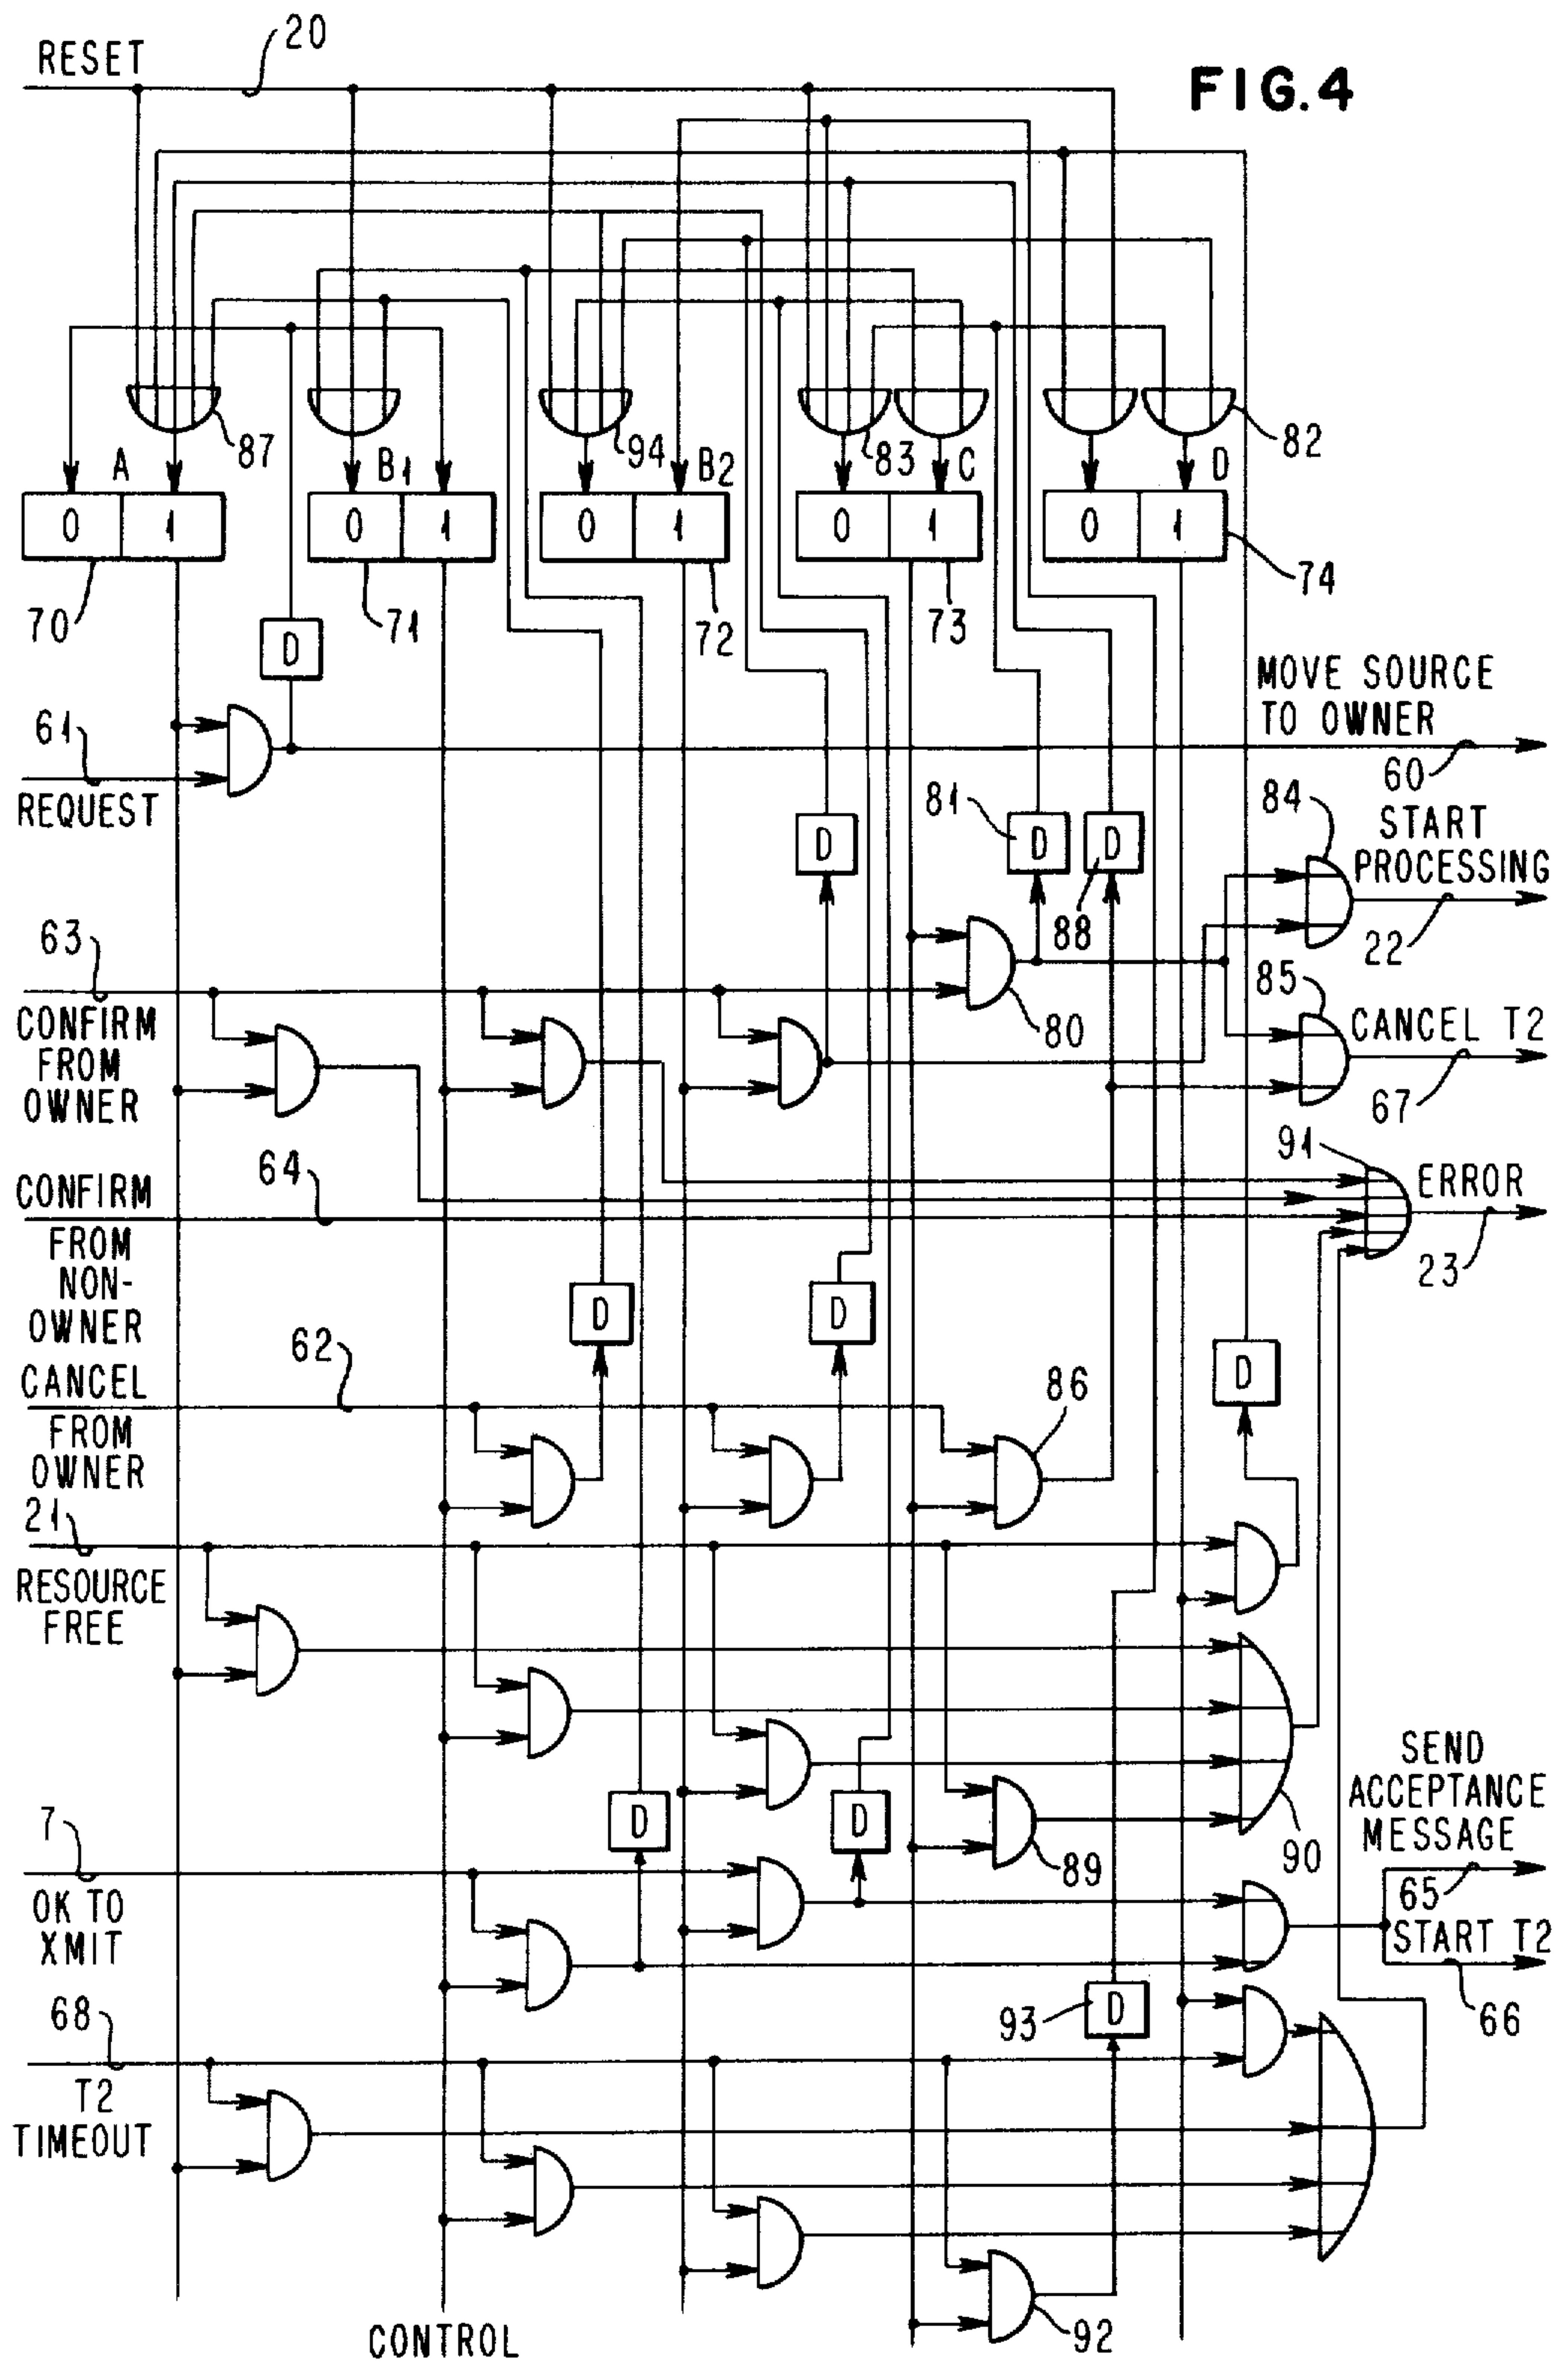 RESET
20
FIG.4
87
94
83
82
A
B1
B2
C
D
0 1
0 1
0 1
0 1
0 1
70
71
72
73
74
D
61
REQUEST
MOVE SOURCE
TO OWNER
60
D
81
D
D
88
84
START
PROCESSING
22
63
CONFIRM
FROM
OWNER
80
85
CANCEL T2
67
64
CONFIRM
FROM
NON-
OWNER
91
ERROR
23
D
D
D
62
CANCEL
FROM
OWNER
86
21
RESOURCE
FREE
D
D
89
90
7
OK TO
XMIT
SEND
ACCEPTANCE
MESSAGE
65
START T2
66
68
T2
TIMEOUT
93
D
92
CONTROL